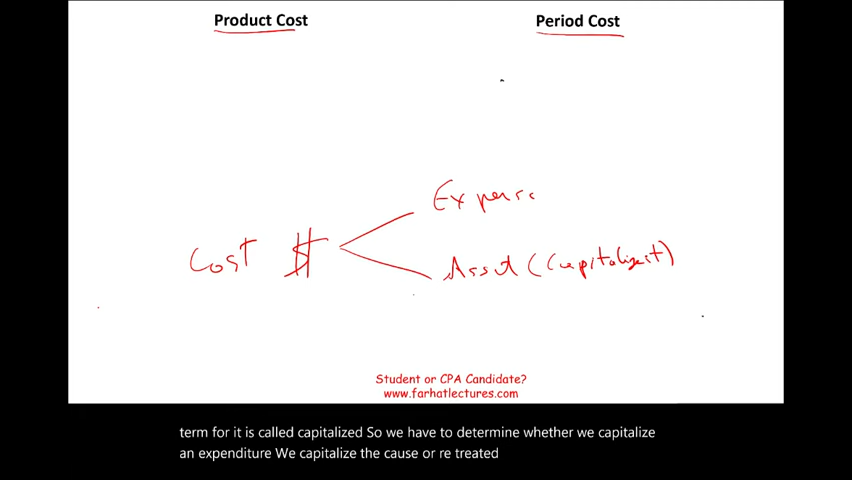 Product Cost
Period Cost
Expense
Cost $
Asset (Capitalized)
Student or CPA Candidate?
www.farhatlectures.com
term for it is called capitalized So we have to determine whether we capitalize
an expenditure We capitalize the cause or re treated